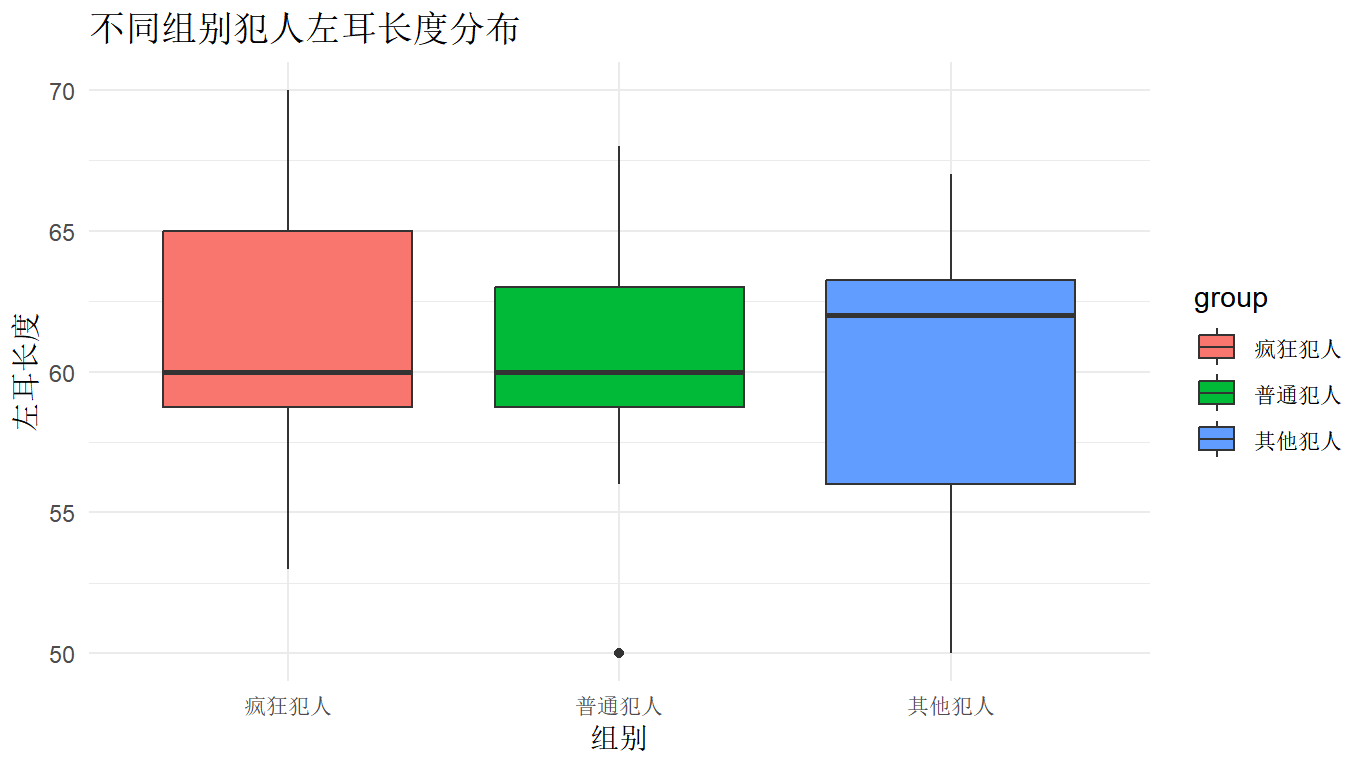 不同组别犯人左耳长度分布
左耳长度
70
65
60
55
50
疯狂犯人
普通犯人
其他犯人
组别
group
疯狂犯人
普通犯人
其他犯人